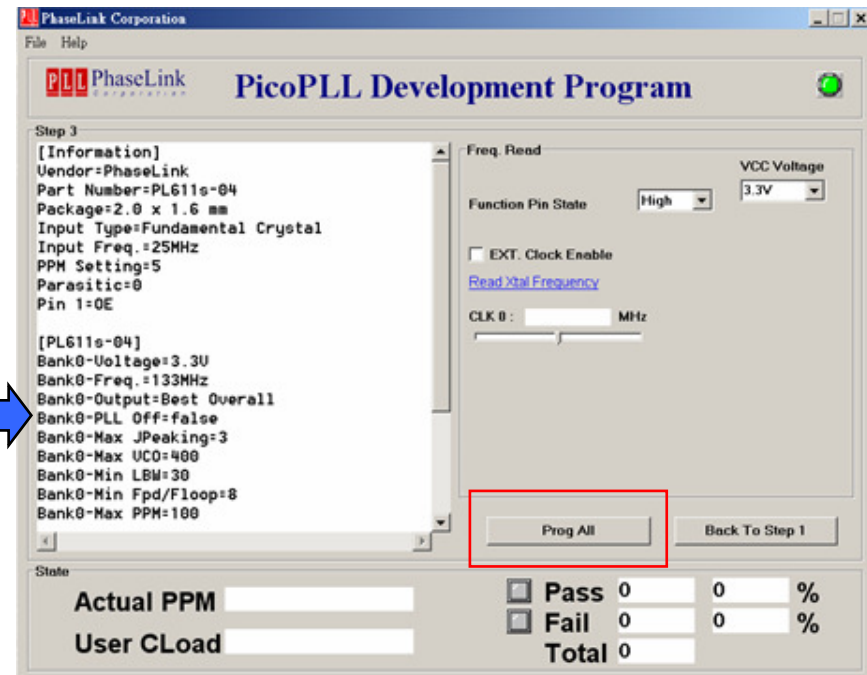 PhaseLink Corporation
File Help
PLL PhaseLink
Corporation
PicoPLL Development Program
Step 3
[Information]
Vendor=PhaseLink
Part Number=PL611s-04
Package=2.0 x 1.6 mm
Input Type=Fundamental Crystal
Input Freq.=25MHz
PPM Setting=5
Parasitic=0
Pin 1=OE
[PL611s-04]
Bank0-Voltage=3.3V
Bank0-Freq.=133MHz
Bank0-Output=Best Overall
Bank0-PLL Off=false
Bank0-Max JPeaking=3
Bank0-Max VCO=400
Bank0-Min LBW=30
Bank0-Min Fpd/Floop=8
Bank0-Max PPM=100
Freq. Read
VCC Voltage
Function Pin State High 3.3V
EXT. Clock Enable
Read Xtal Frequency
CLK 0 : MHz
Prog All Back To Step 1
State
Actual PPM
User CLoad
Pass 0 0 %
Fail 0 0 %
Total 0